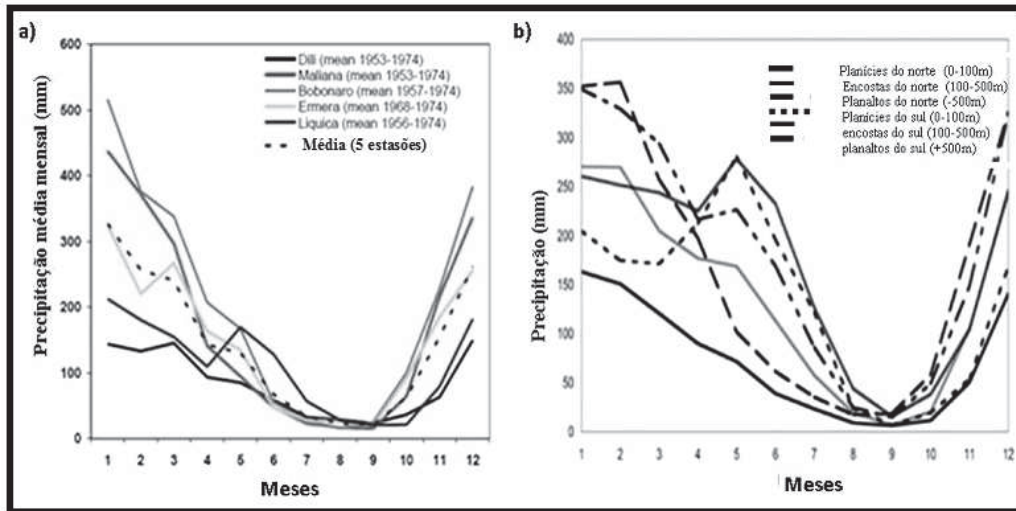 a)
Precipitação média mensal (mm)
600
500
400
300
200
100
0
Dili (mean 1953-1974)
Maliana (mean 1953-1974)
Bobonaro (mean 1957-1974)
Ermera (mean 1968-1974)
Liquica (mean 1956-1974)
Média (5 estasões)
1 2 3 4 5 6 7 8 9 10 11 12
Meses
b)
Precipitação (mm)
400
350
300
250
200
150
100
50
0
Planícies do norte (0-100m)
Encostas do norte (100-500m)
Planaltos do norte (-500m)
Planícies do sul (0-100m)
encostas do sul (100-500m)
planaltos do sul (+500m)
1 2 3 4 5 6 7 8 9 10 11 12
Meses